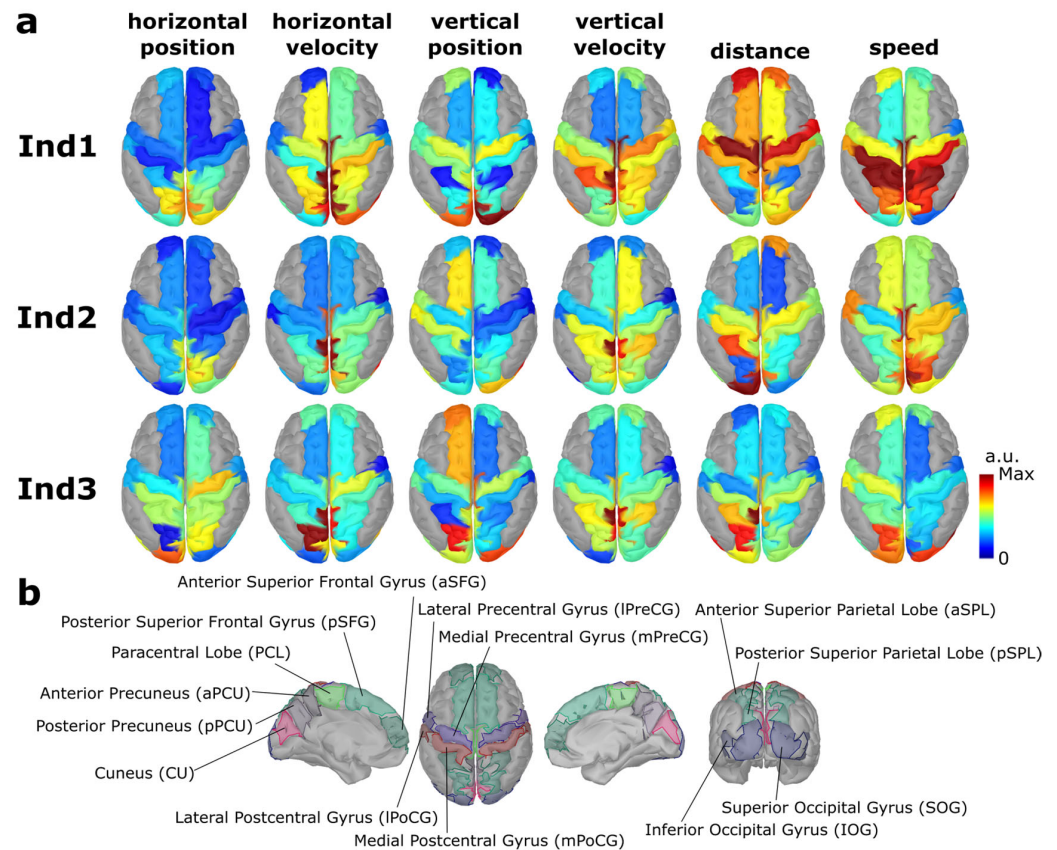 a
horizontal position
horizontal velocity
vertical position
vertical velocity
distance
speed
Ind1
Ind2
Ind3
a.u.
Max
0
b
Anterior Superior Frontal Gyrus (aSFG)
Posterior Superior Frontal Gyrus (pSFG)
Paracentral Lobe (PCL)
Anterior Precuneus (aPCU)
Posterior Precuneus (pPCU)
Cuneus (CU)
Lateral Postcentral Gyrus (lPoCG)
Medial Postcentral Gyrus (mPoCG)
Lateral Precentral Gyrus (lPreCG)
Medial Precentral Gyrus (mPreCG)
Anterior Superior Parietal Lobe (aSPL)
Posterior Superior Parietal Lobe (pSPL)
Superior Occipital Gyrus (SOG)
Inferior Occipital Gyrus (IOG)